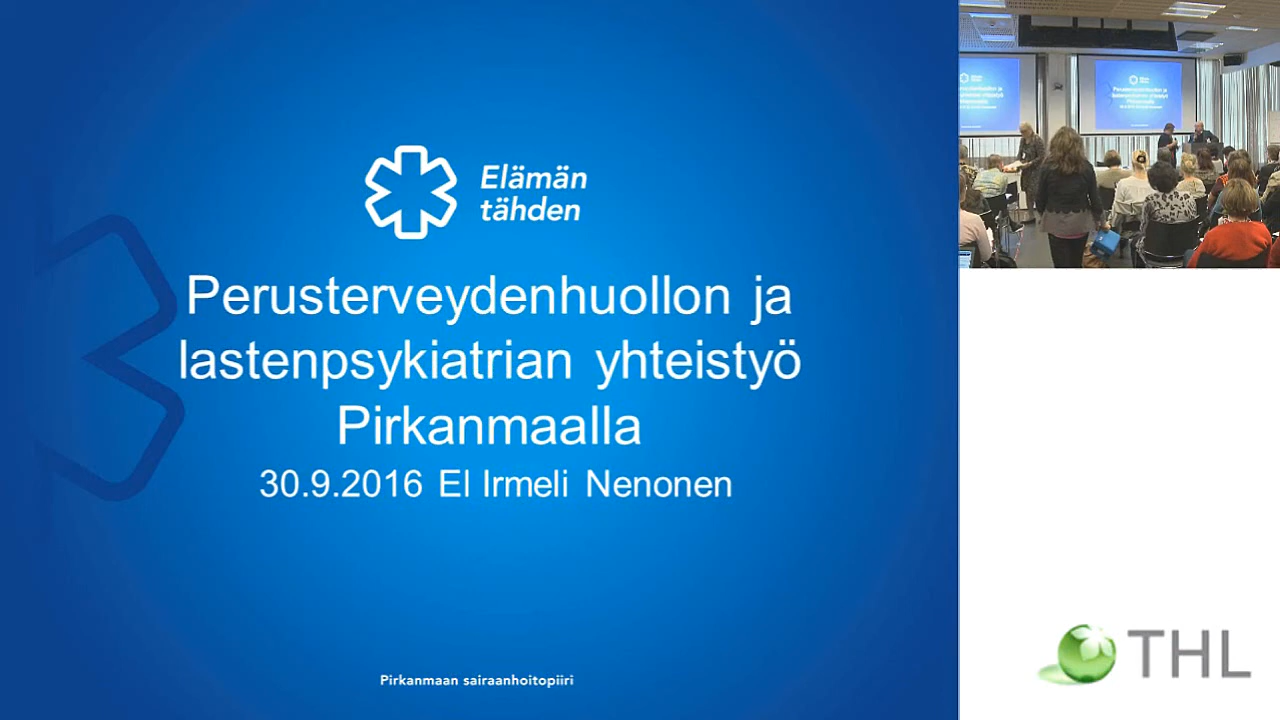 Elämän
tähden
Perusterveydenhuollon ja
lastenpsykiatrian yhteistyö
Pirkanmaalla
30.9.2016 El Irmeli Nenonen
Pirkanmaan sairaanhoitopiiri
THL